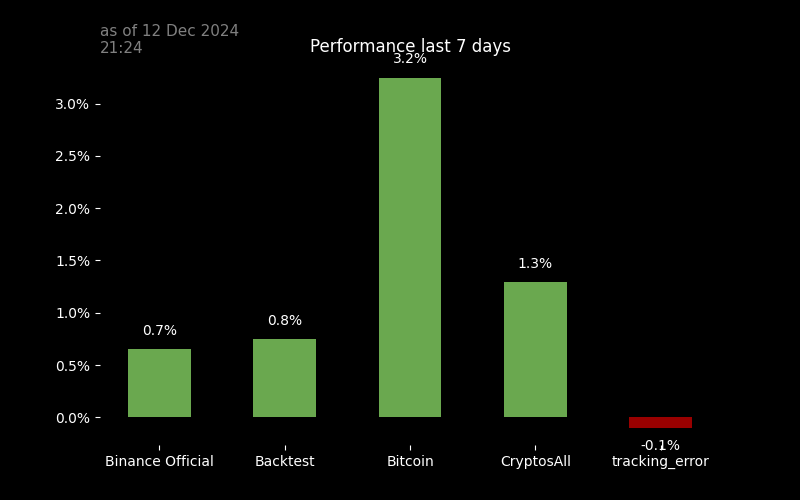 as of 12 Dec 2024
21:24
Performance last 7 days
3.2%
3.0%
2.5%
2.0%
1.5%
1.3%
1.0%
0.8%
0.7%
0.5%
0.0%
-0.1%
Binance Official
Backtest
Bitcoin
CryptosAll
tracking_error